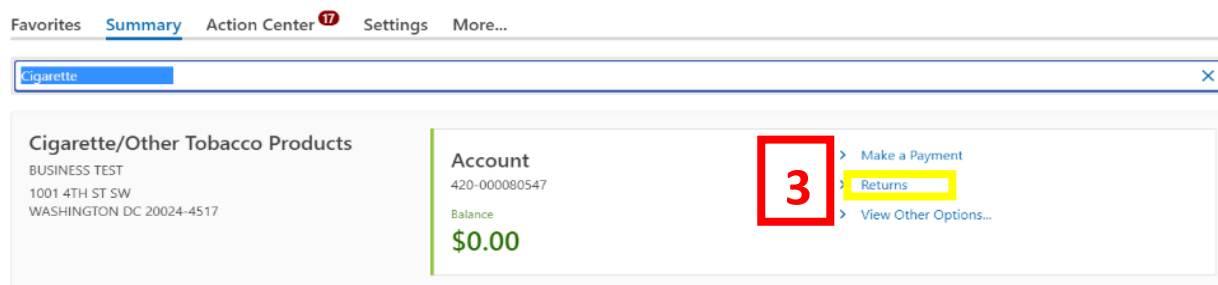 Favorites Summary Action Center 17 Settings More...
Cigarette
Cigarette/Other Tobacco Products
BUSINESS TEST
1001 4TH ST SW
WASHINGTON DC 20024-4517
Account
420-000080547
Balance
$0.00
3
Make a Payment
Returns
View Other Options...